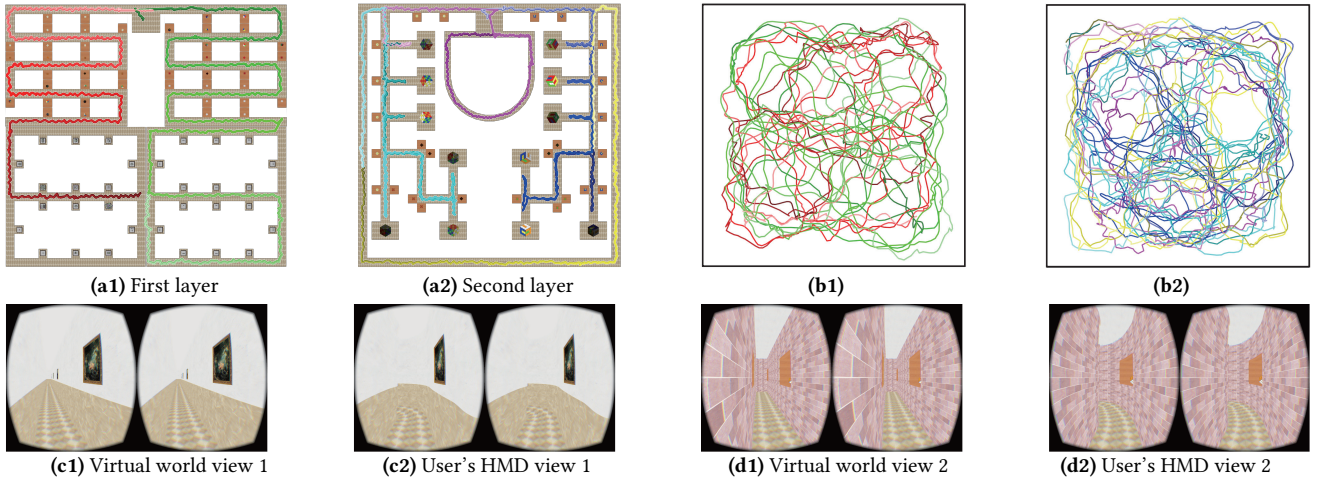 (a1) First layer
(a2) Second layer
(b1)
(b2)
(c1) Virtual world view 1
(c2) User's HMD view 1
(d1) Virtual world view 2
(d2) User's HMD view 2